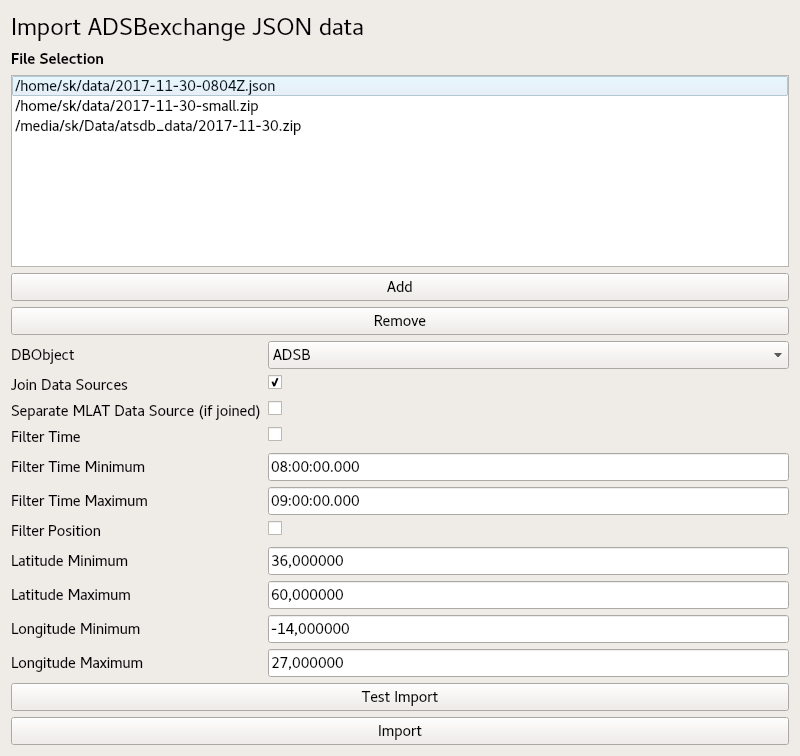 Import ADSBexchange JSON data
File Selection
/home/sk/data/2017-11-30-0804Z.json
/home/sk/data/2017-11-30-small.zip
/media/sk/Data/atsdb_data/2017-11-30.zip
Add
Remove
DBObject ADSB
Join Data Sources
Separate MLAT Data Source (if joined)
Filter Time
Filter Time Minimum 08:00:00.000
Filter Time Maximum 09:00:00.000
Filter Position
Latitude Minimum 36,000000
Latitude Maximum 60,000000
Longitude Minimum -14,000000
Longitude Maximum 27,000000
Test Import
Import